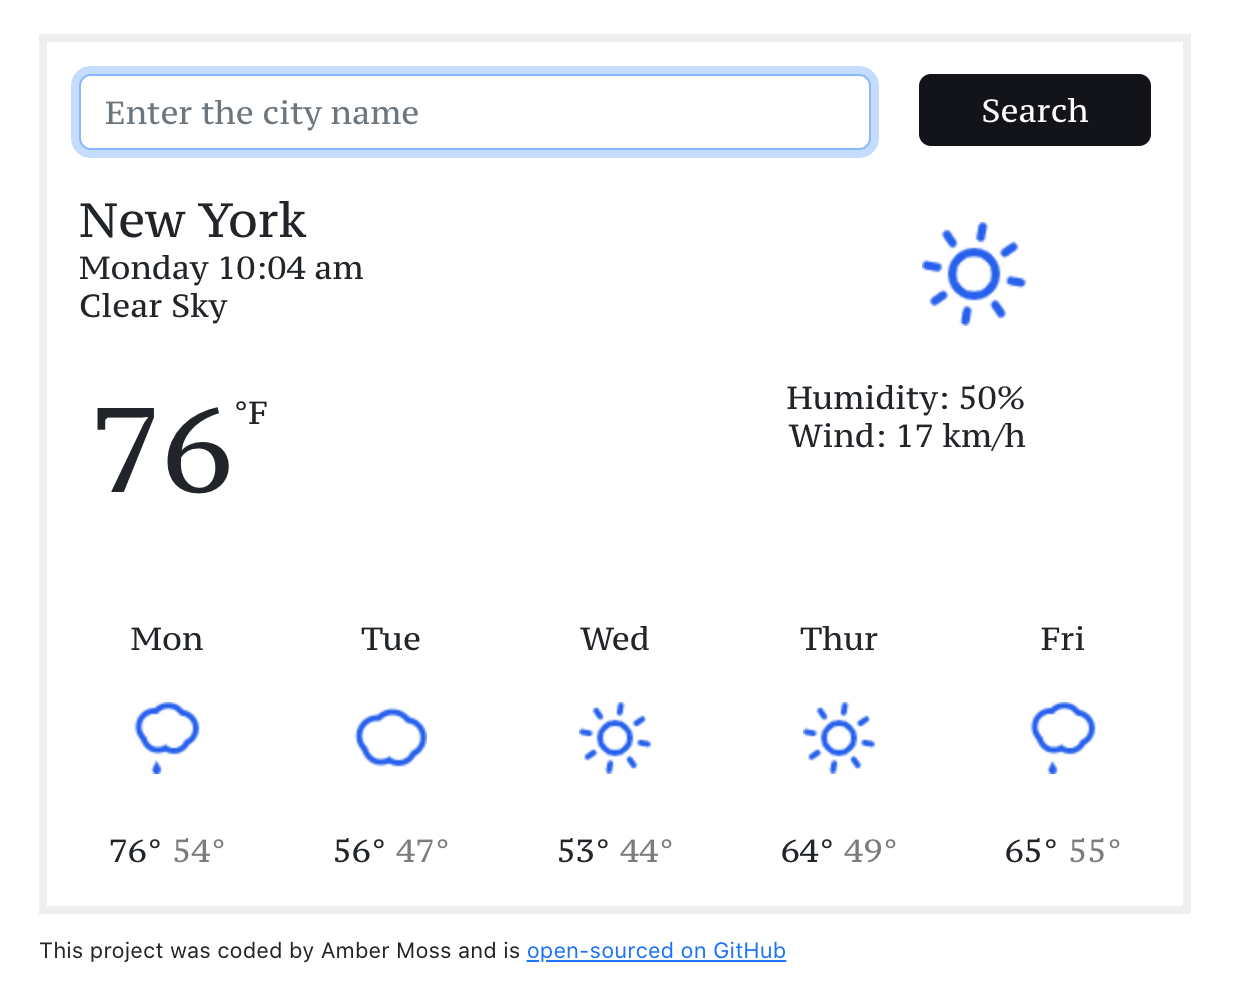 Enter the city name
Search
New York
Monday 10:04 am
Clear Sky
76 °F
Humidity: 50%
Wind: 17 km/h
Mon Tue Wed Thur Fri
76° 54° 56° 47° 53° 44° 64° 49° 65° 55°
This project was coded by Amber Moss and is open-sourced on GitHub